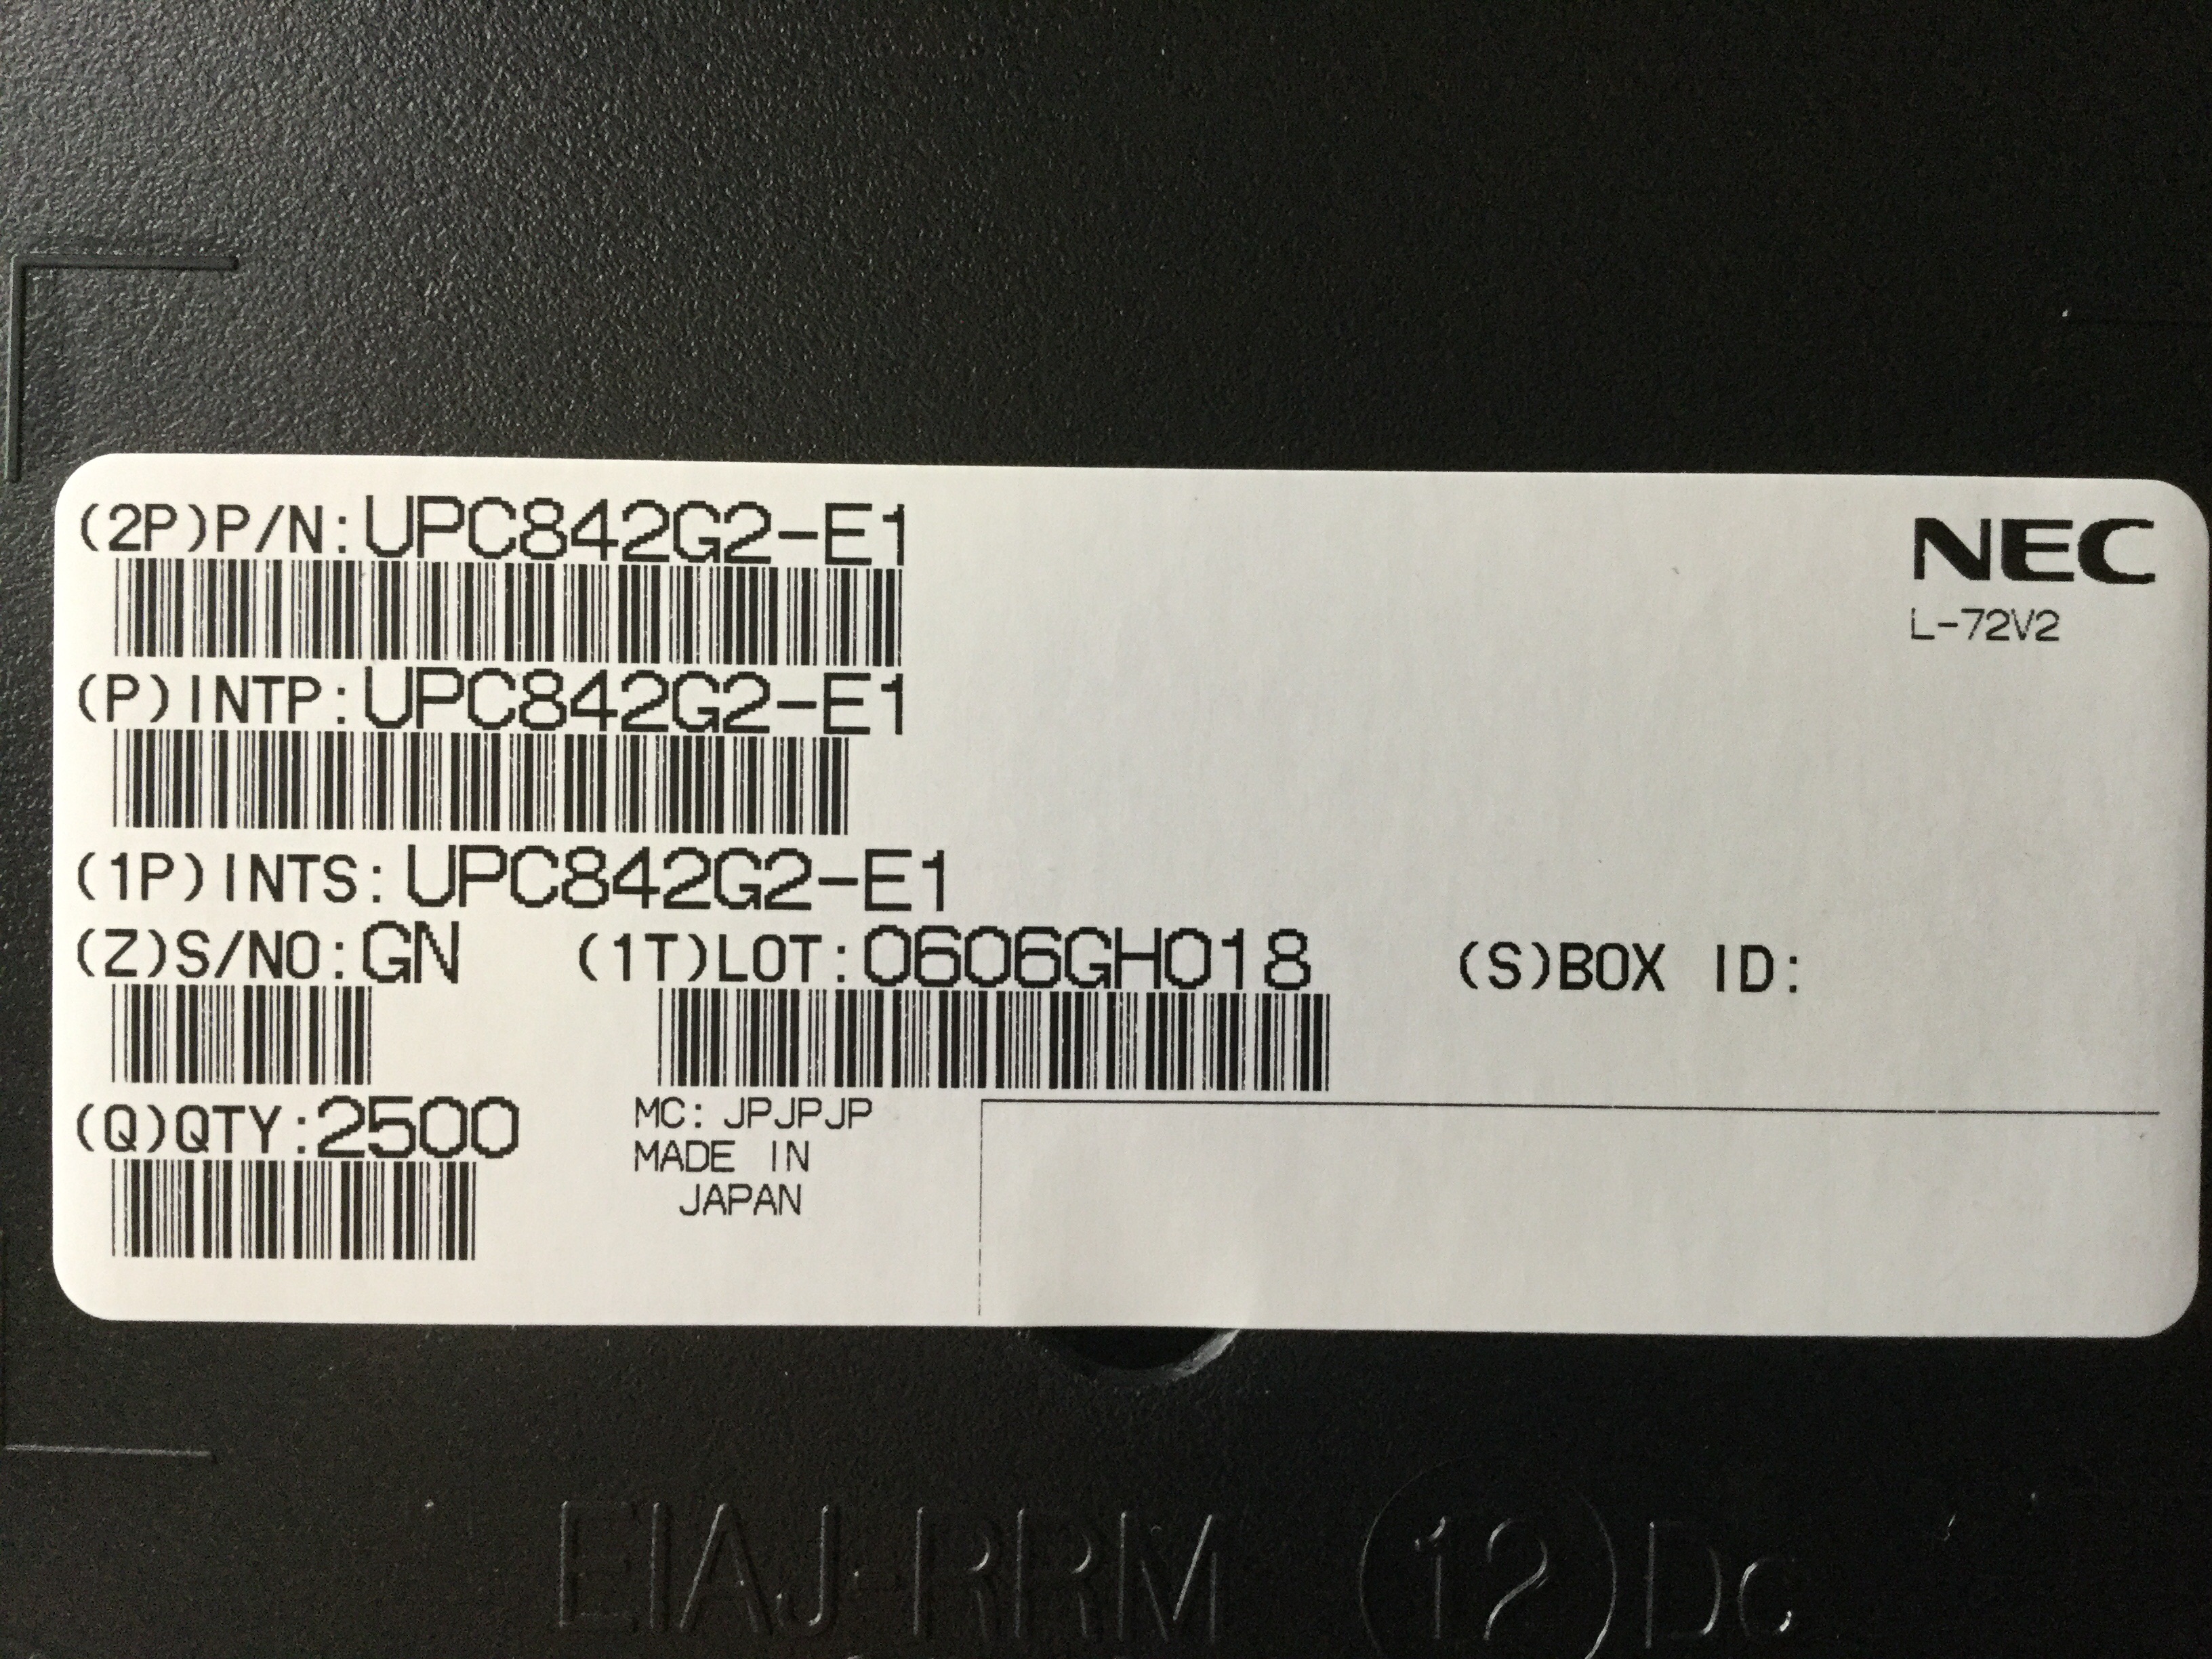 (2P)P/N:UPC842G2-E1
NEC
L-72V2
(P)INTP:UPC842G2-E1
(1P)INTS:UPC842G2-E1
(Z)S/NO:GN (1T)LOT:0606GH018 (S)BOX ID:
(Q)QTY:2500
MC: JPJPJP
MADE IN
JAPAN
EIAJ-RRM 12 Dc